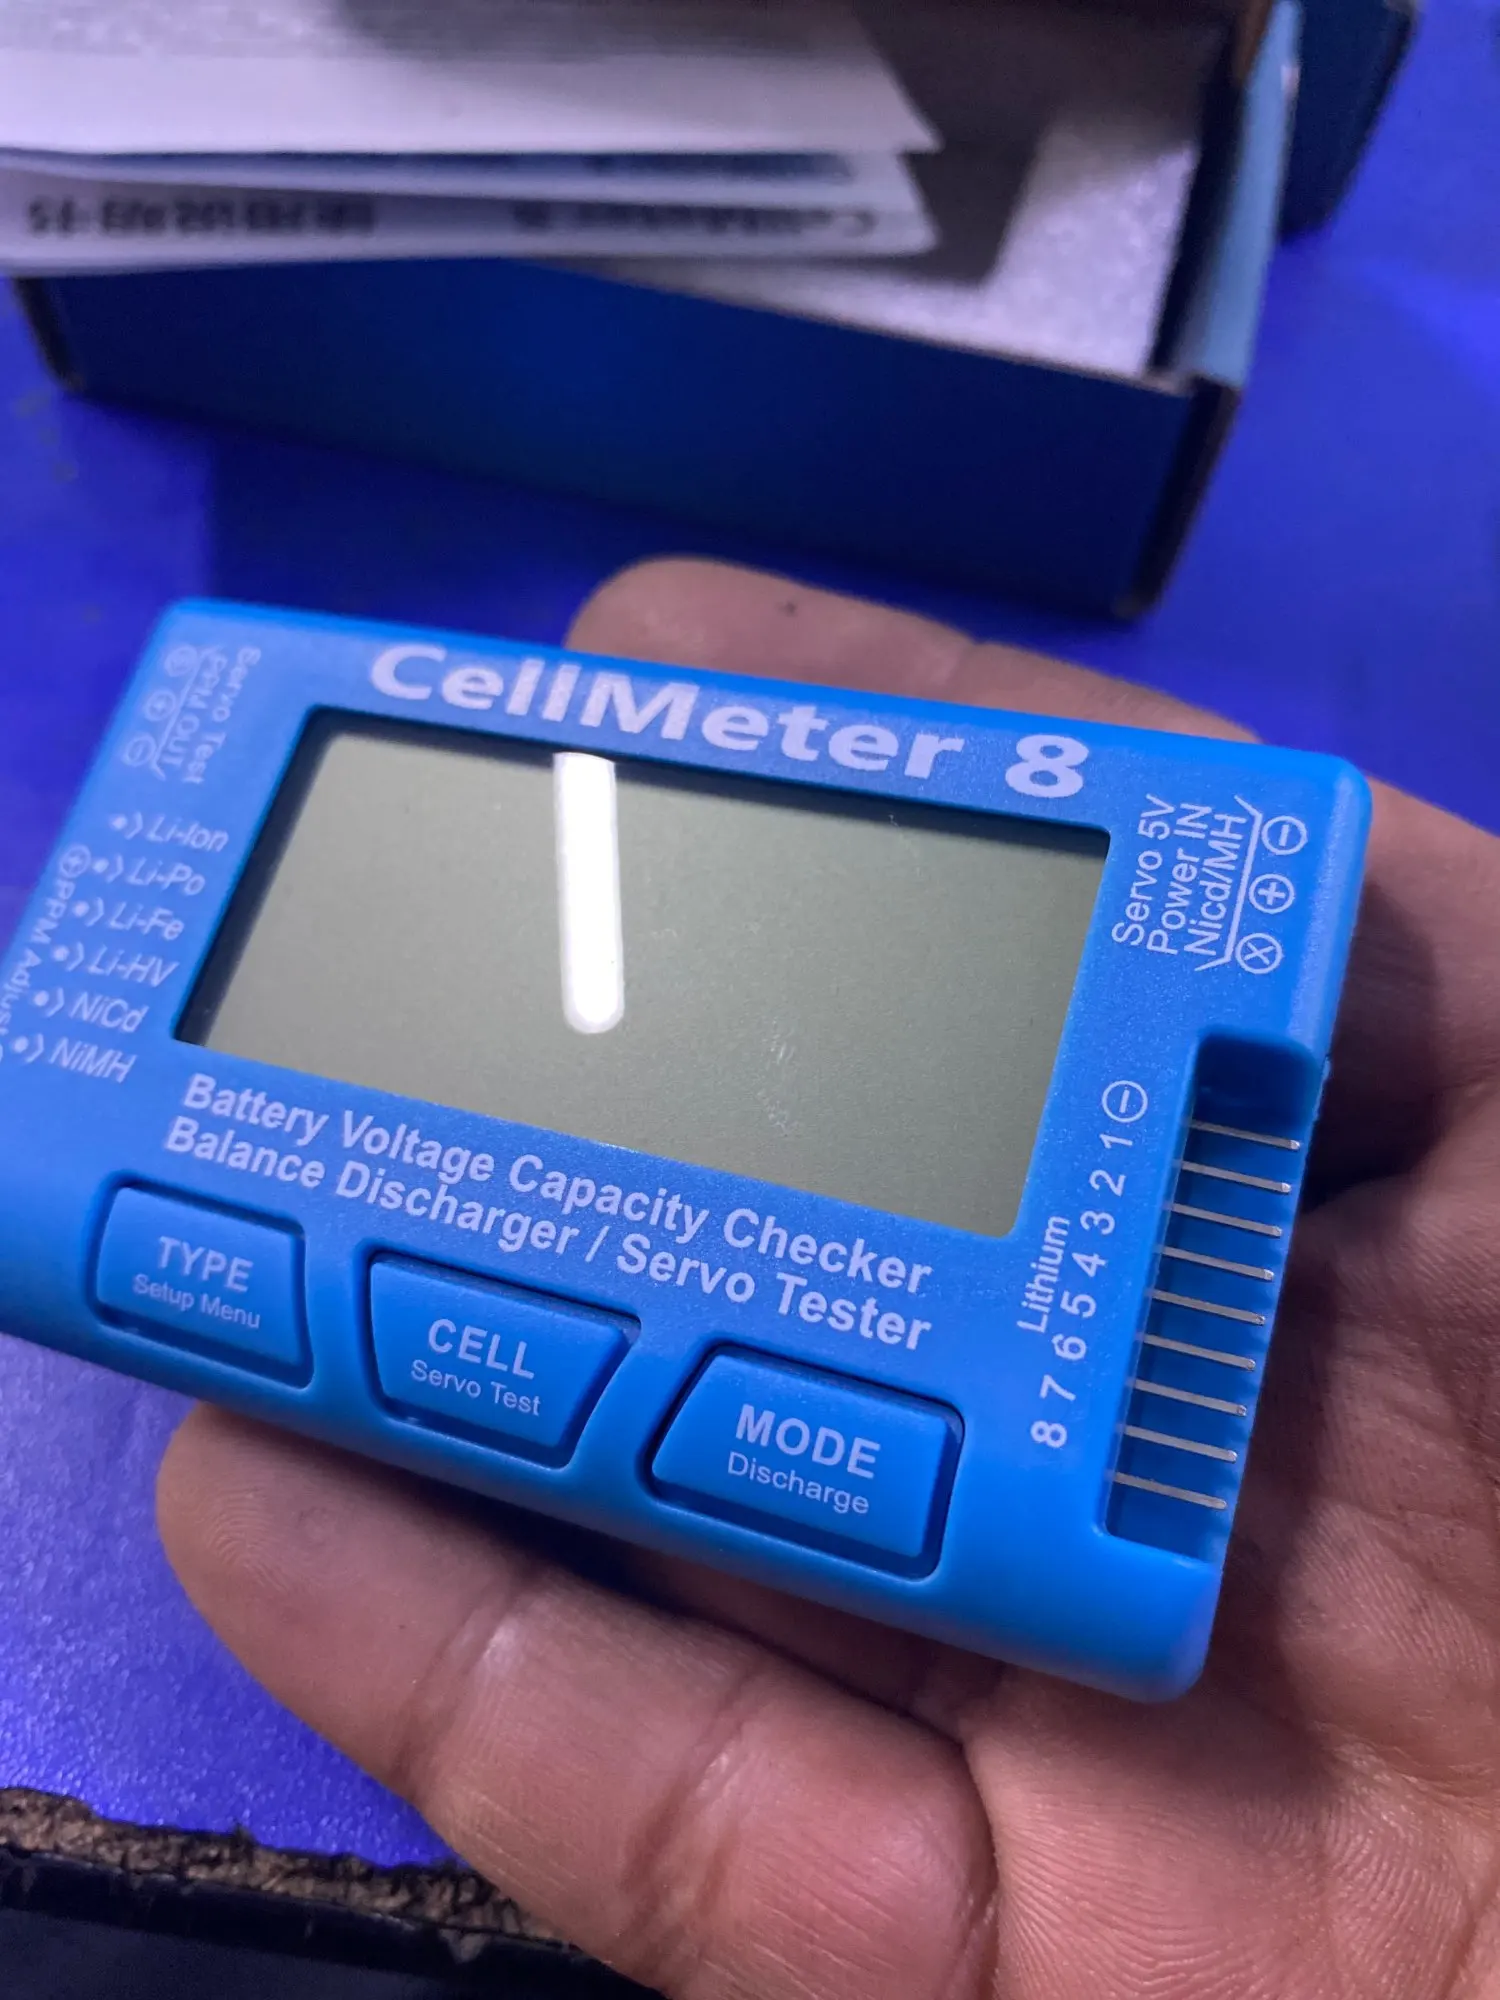 CellMeter 8
Servo Test
PPM OUT
Li-Ion
Li-Po
Li-Fe
Li-HV
NiCd
NiMH
PPM Adjust
Servo 5V
Power IN
Nicd/MH
Battery Voltage Capacity Checker
Balance Discharger / Servo Tester
Lithium
8 7 6 5 4 3 2 1
TYPE
Setup Menu
CELL
Servo Test
MODE
Discharge